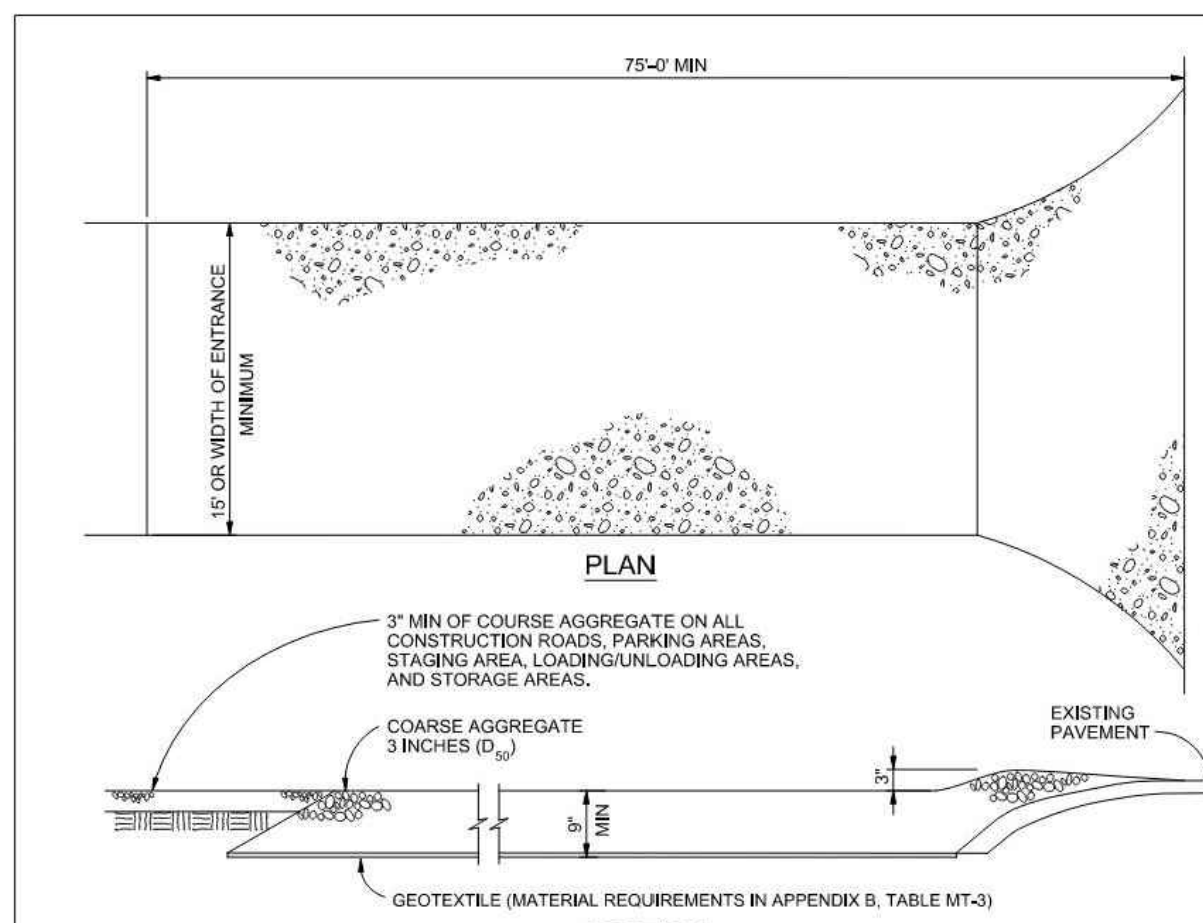 75'-0' MIN
15' OR WIDTH OF ENTRANCE
MINIMUM
PLAN
3" MIN OF COURSE AGGREGATE ON ALL
CONSTRUCTION ROADS, PARKING AREAS,
STAGING AREA, LOADING/UNLOADING AREAS,
AND STORAGE AREAS.
COARSE AGGREGATE
3 INCHES (D50)
EXISTING
PAVEMENT
3"
9"
MIN
GEOTEXTILE (MATERIAL REQUIREMENTS IN APPENDIX B, TABLE MT-3)